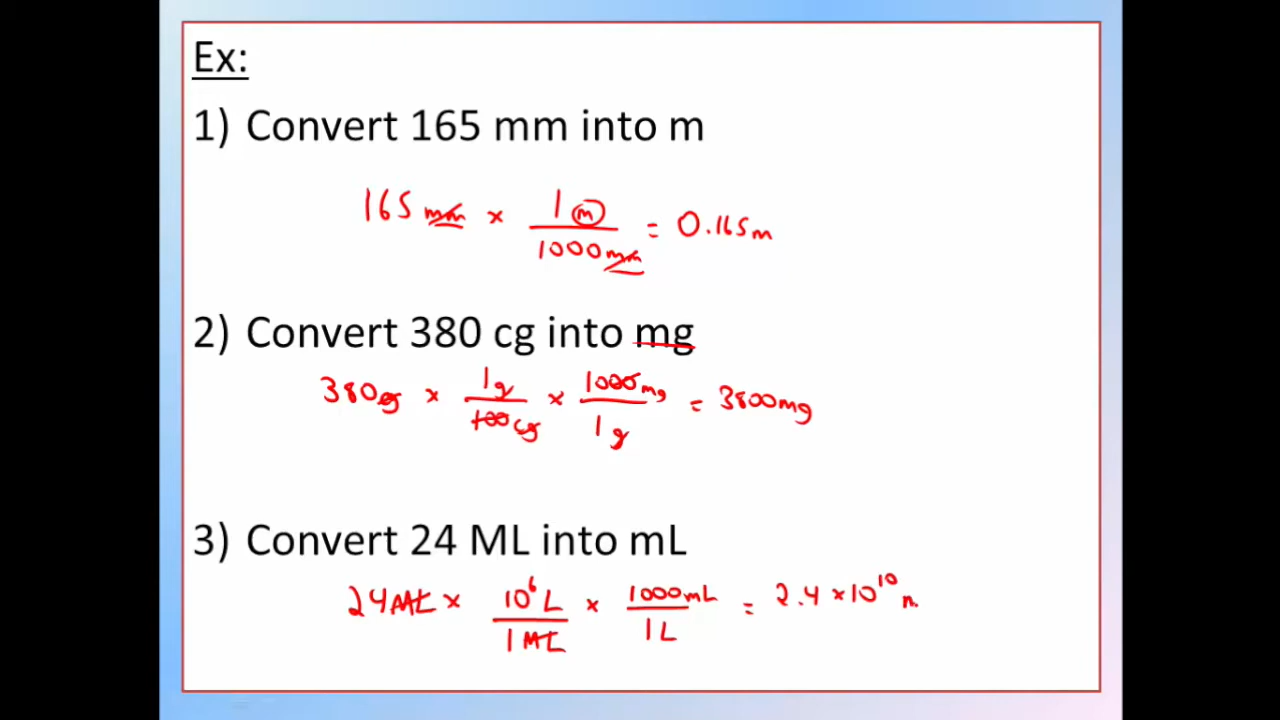 Ex:
1) Convert 165 mm into m
165 mm × 1 m / 1000 mm = 0.165 m
2) Convert 380 cg into mg
380 cg × 1 g / 100 cg × 1000 mg / 1 g = 3800 mg
3) Convert 24 ML into mL
24 ML × 10⁶ L / 1 ML × 1000 mL / 1 L = 2.4 × 10¹⁰